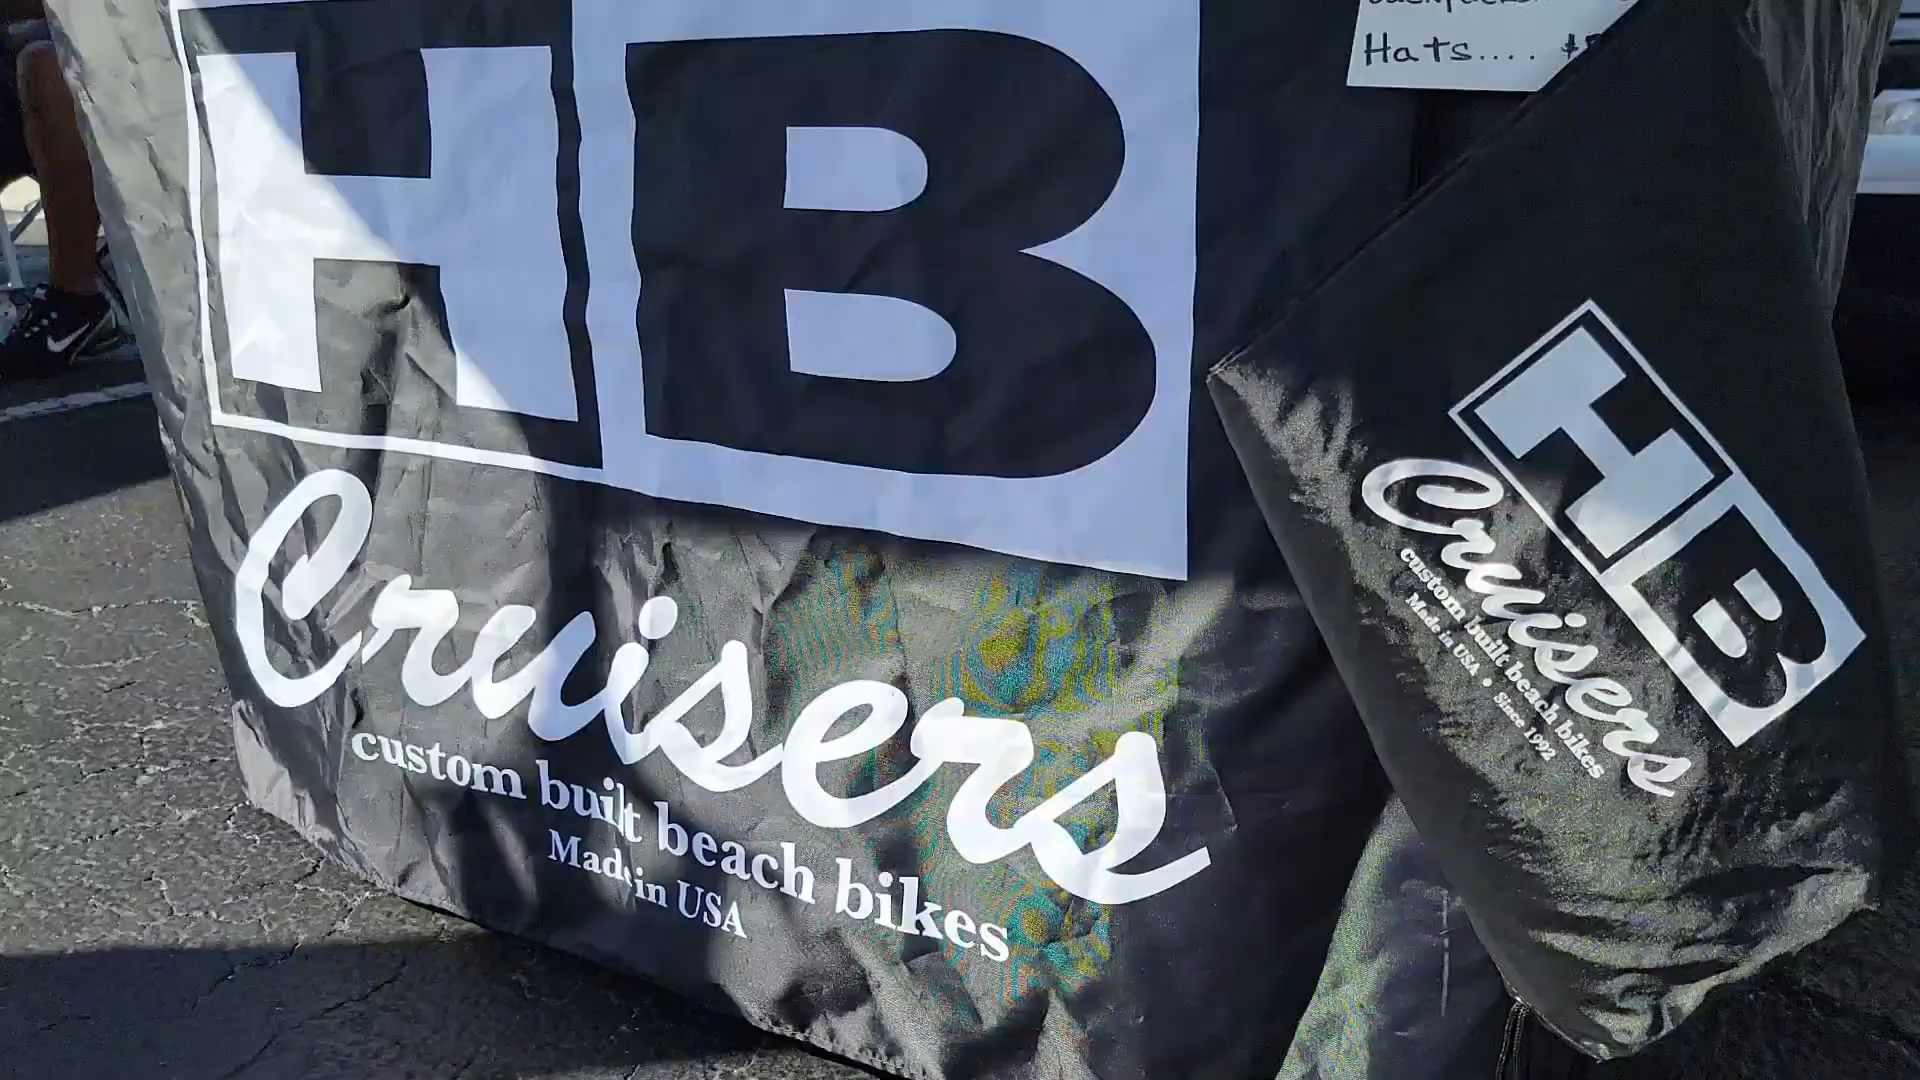 HB
Cruisers
custom built beach bikes
Made in USA
Hats....
HB
Cruisers
custom built beach bikes
Made in USA • Since 1992